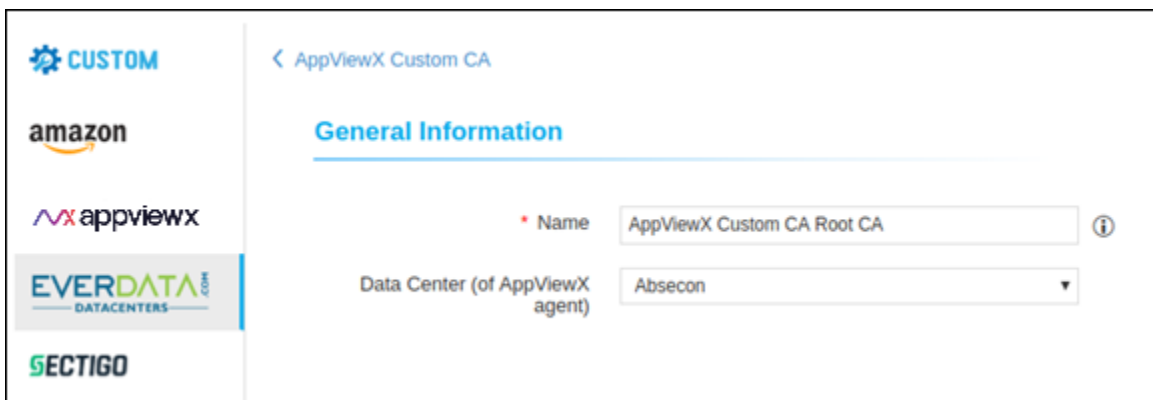 CUSTOM
amazon
appviewx
EVERDATA.COM
DATACENTERS
SECTIGO
AppViewX Custom CA
General Information
* Name
AppViewX Custom CA Root CA
Data Center (of AppViewX
agent)
Absecon